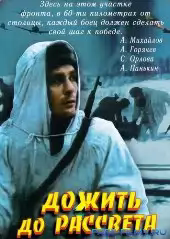 Здесь на этом участке
фронта, в 60-ти километрах от
столицы, каждый боец должен сделать
свой шаг к победе.
А. Михайлов
А. Горячев
С. Орлова
А. Панькин
ДОЖИТЬ
ДО РАССВЕТА